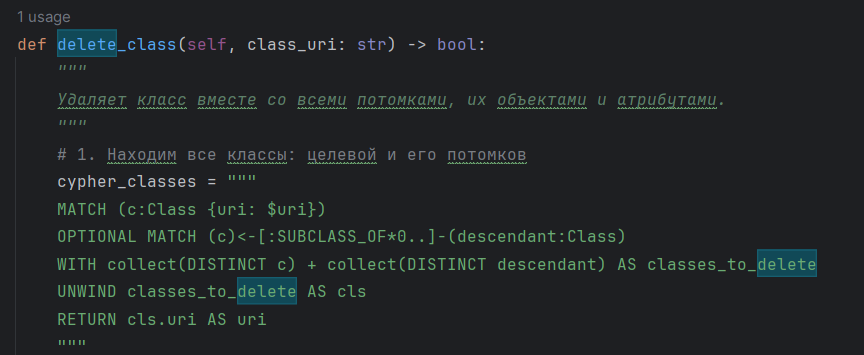 1 usage
def delete_class(self, class_uri: str) -> bool:
"""
Удаляет класс вместе со всеми потомками, их объектами и атрибутами.
"""
# 1. Находим все классы: целевой и его потомков
cypher_classes = """
MATCH (c:Class {uri: $uri})
OPTIONAL MATCH (c)<-[:SUBCLASS_OF*0..]-(descendant:Class)
WITH collect(DISTINCT c) + collect(DISTINCT descendant) AS classes_to_delete
UNWIND classes_to_delete AS cls
RETURN cls.uri AS uri
"""